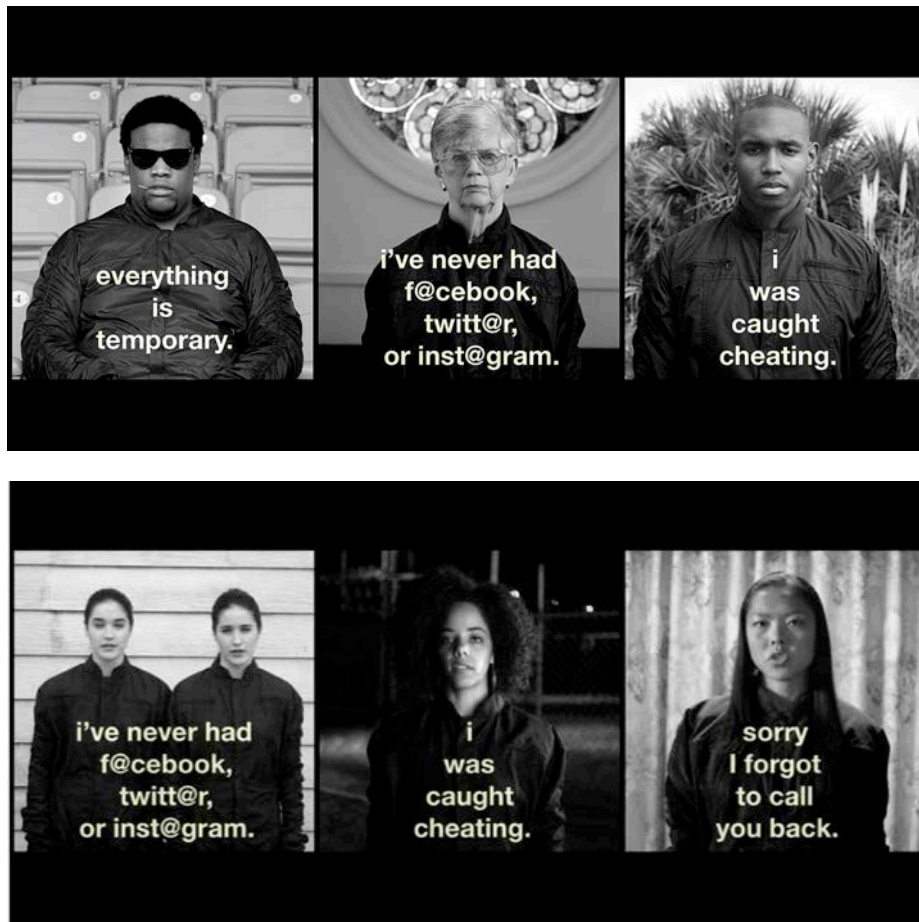 everything
is
temporary.
i've never had
f@cebook,
twitt@r,
or inst@gram.
i
was
caught
cheating.
i've never had
f@cebook,
twitt@r,
or inst@gram.
i
was
caught
cheating.
sorry
I forgot
to call
you back.